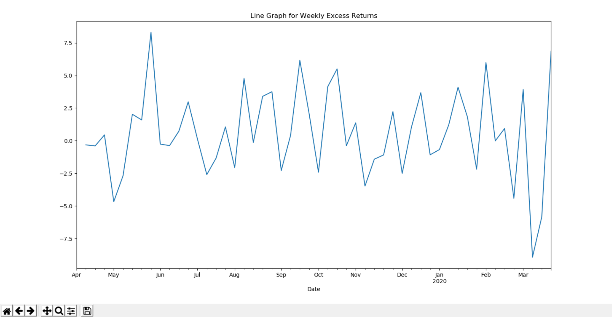 Line Graph for Weekly Excess Returns
7.5
5.0
2.5
0.0
−2.5
−5.0
−7.5
Apr May Jun Jul Aug Sep Oct Nov Dec Jan Feb Mar
2020
Date